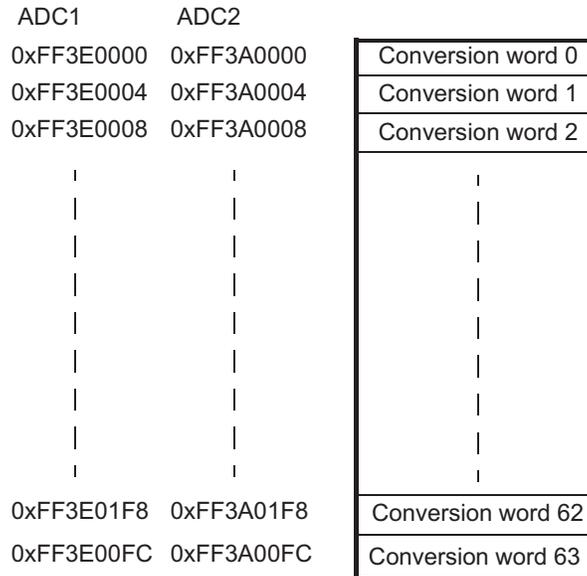 ADC1 ADC2
0xFF3E0000 0xFF3A0000 Conversion word 0
0xFF3E0004 0xFF3A0004 Conversion word 1
0xFF3E0008 0xFF3A0008 Conversion word 2
0xFF3E01F8 0xFF3A01F8 Conversion word 62
0xFF3E00FC 0xFF3A00FC Conversion word 63